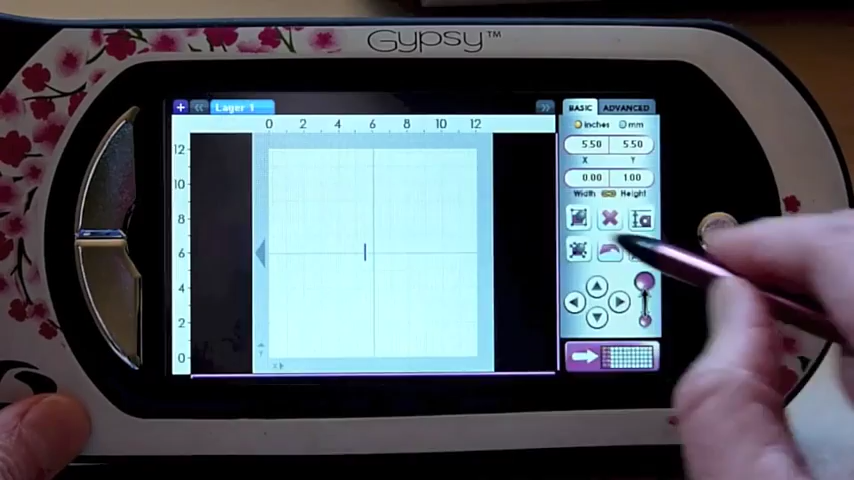 Gypsy™
+ << Layer 1 >>
BASIC ADVANCED
inches mm
5.50 5.50
X Y
0.00 1.00
Width Height
0 2 4 6 8 10 12
12
10
8
6
4
2
0
Y
X